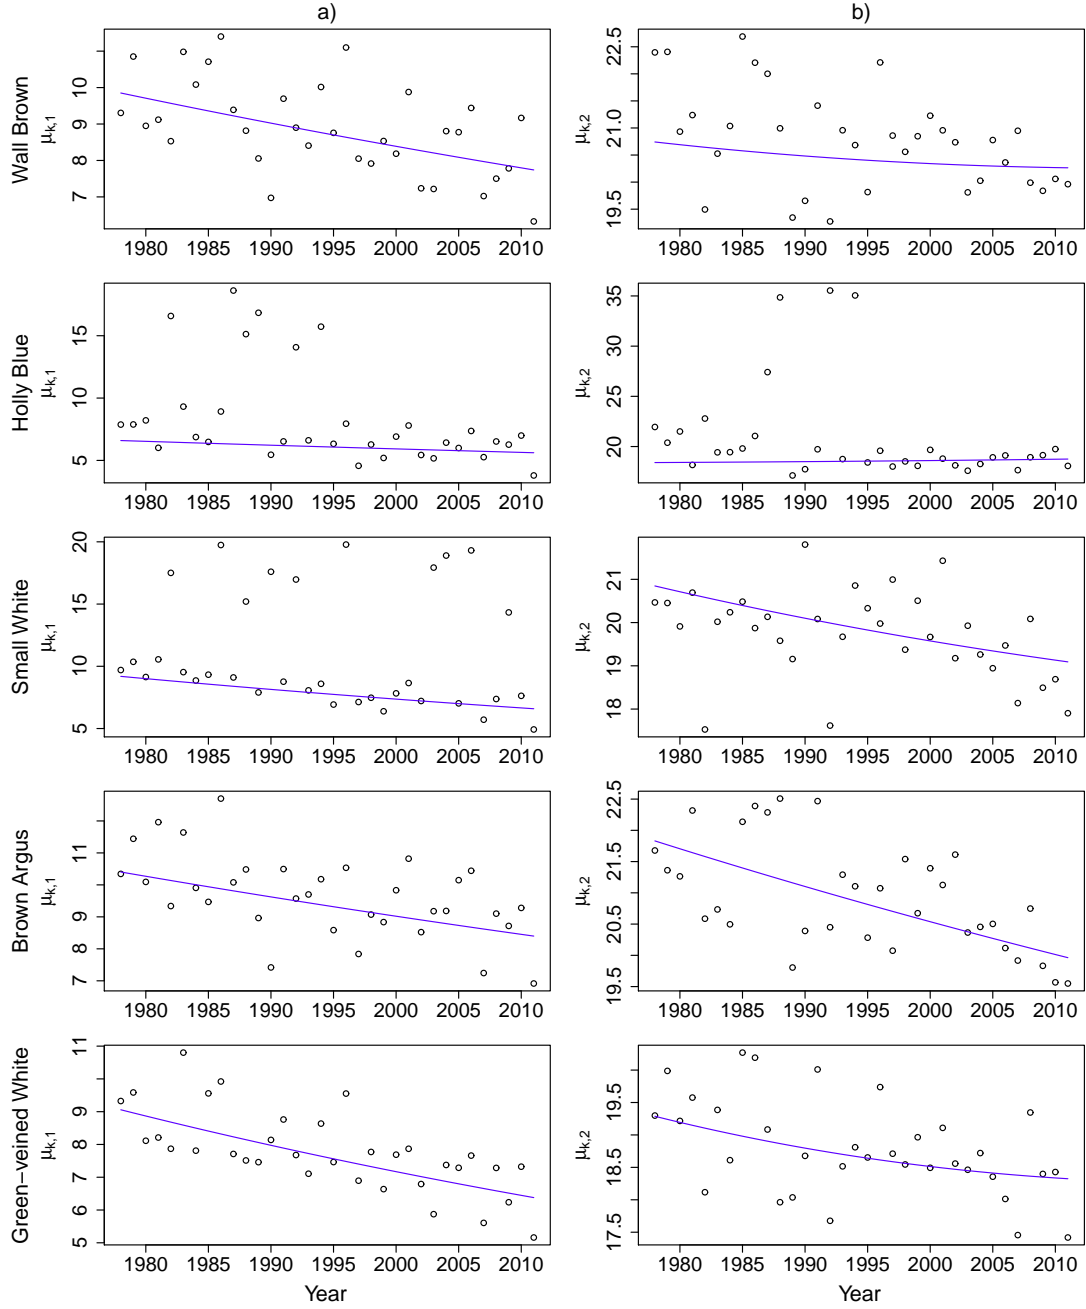 a)
b)
Wall Brown
μk,1
7 8 9 10
1980 1985 1990 1995 2000 2005 2010
μk,2
19.5 21.0 22.5
1980 1985 1990 1995 2000 2005 2010
Holly Blue
μk,1
5 10 15
1980 1985 1990 1995 2000 2005 2010
μk,2
20 25 30 35
1980 1985 1990 1995 2000 2005 2010
Small White
μk,1
5 10 15 20
1980 1985 1990 1995 2000 2005 2010
μk,2
18 19 20 21
1980 1985 1990 1995 2000 2005 2010
Brown Argus
μk,1
7 8 9 10
1980 1985 1990 1995 2000 2005 2010
μk,2
19.5 20.5 21.5 22.5
1980 1985 1990 1995 2000 2005 2010
Green−veined White
μk,1
5 6 7 8 9 11
1980 1985 1990 1995 2000 2005 2010
Year
μk,2
17.5 18.5 19.5
1980 1985 1990 1995 2000 2005 2010
Year